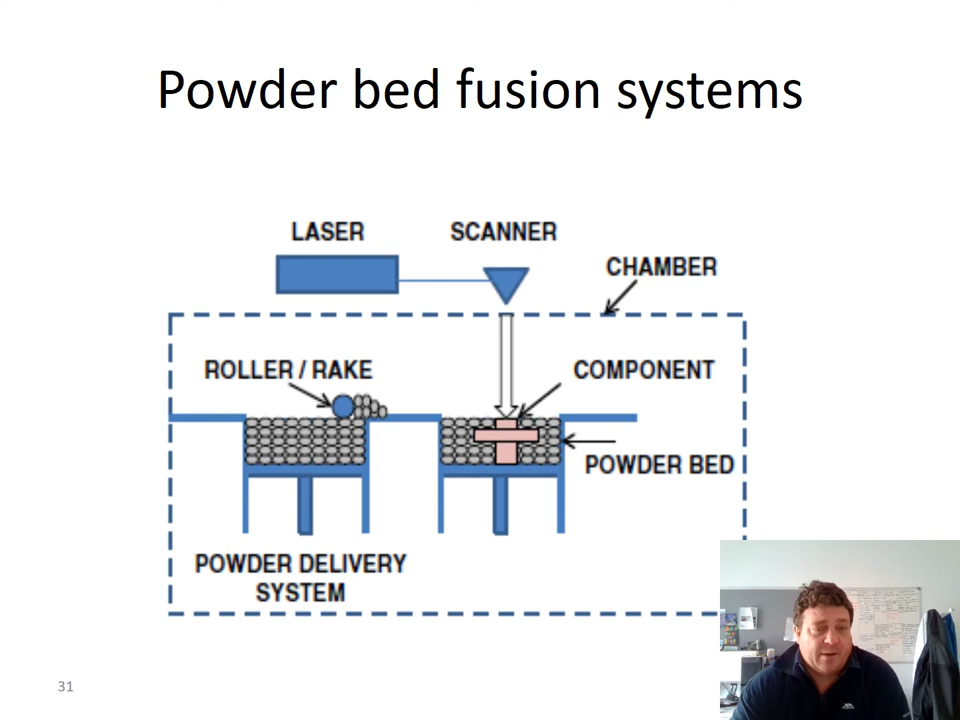 Powder bed fusion systems
LASER
SCANNER
CHAMBER
ROLLER / RAKE
COMPONENT
POWDER BED
POWDER DELIVERY
SYSTEM
31